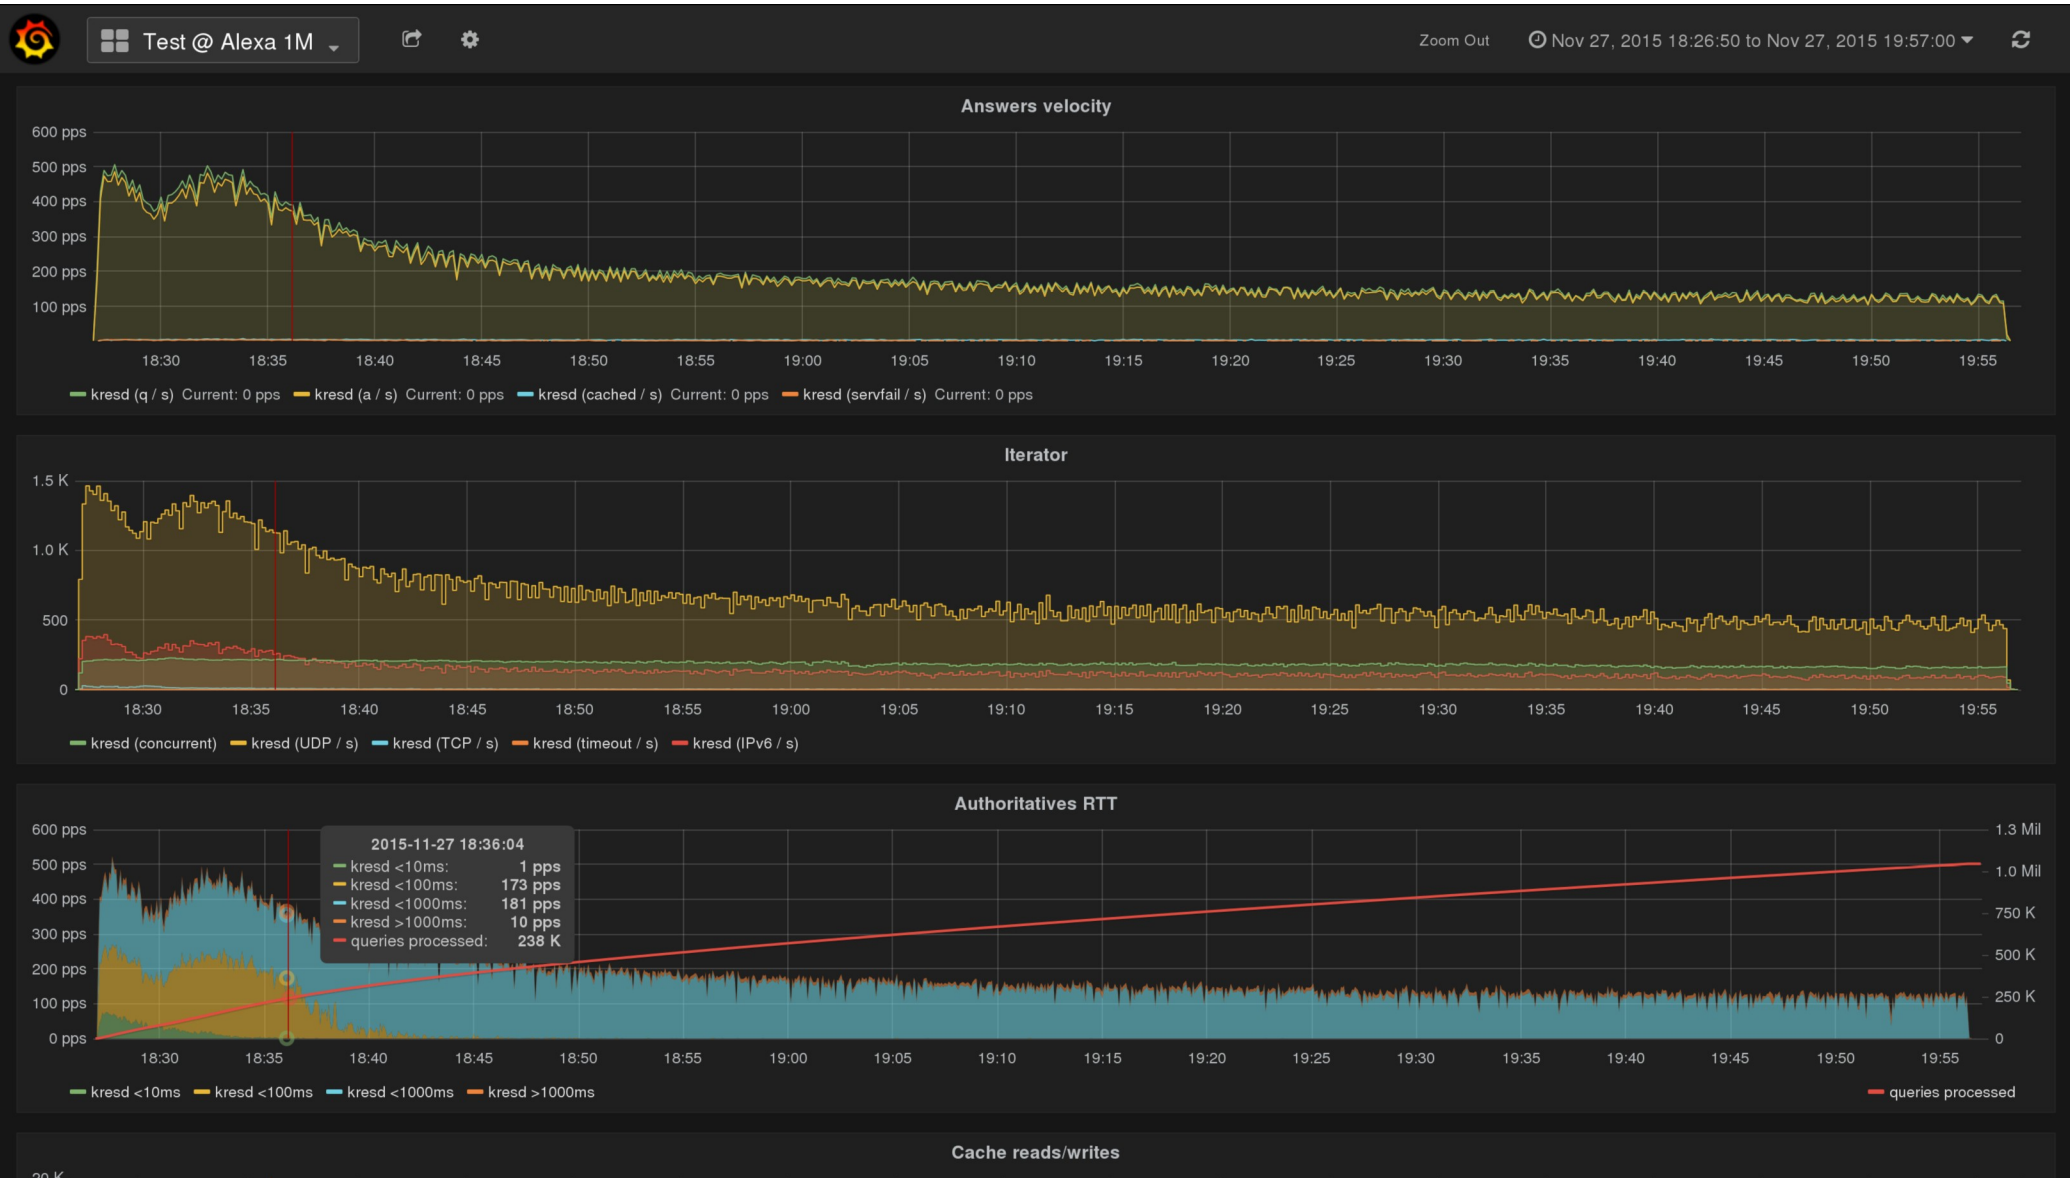 Test @ Alexa 1M
Zoom Out
Nov 27, 2015 18:26:50 to Nov 27, 2015 19:57:00
Answers velocity
600 pps
500 pps
400 pps
300 pps
200 pps
100 pps
18:30 18:35 18:40 18:45 18:50 18:55 19:00 19:05 19:10 19:15 19:20 19:25 19:30 19:35 19:40 19:45 19:50 19:55
kresd (q / s) Current: 0 pps kresd (a / s) Current: 0 pps kresd (cached / s) Current: 0 pps kresd (servfail / s) Current: 0 pps
Iterator
1.5 K
1.0 K
500
0
18:30 18:35 18:40 18:45 18:50 18:55 19:00 19:05 19:10 19:15 19:20 19:25 19:30 19:35 19:40 19:45 19:50 19:55
kresd (concurrent) kresd (UDP / s) kresd (TCP / s) kresd (timeout / s) kresd (IPv6 / s)
Authoritatives RTT
600 pps
500 pps
400 pps
300 pps
200 pps
100 pps
0 pps
2015-11-27 18:36:04
kresd <10ms: 1 pps
kresd <100ms: 173 pps
kresd <1000ms: 181 pps
kresd >1000ms: 10 pps
queries processed: 238 K
1.3 Mil
1.0 Mil
750 K
500 K
250 K
0
18:30 18:35 18:40 18:45 18:50 18:55 19:00 19:05 19:10 19:15 19:20 19:25 19:30 19:35 19:40 19:45 19:50 19:55
kresd <10ms kresd <100ms kresd <1000ms kresd >1000ms queries processed
Cache reads/writes